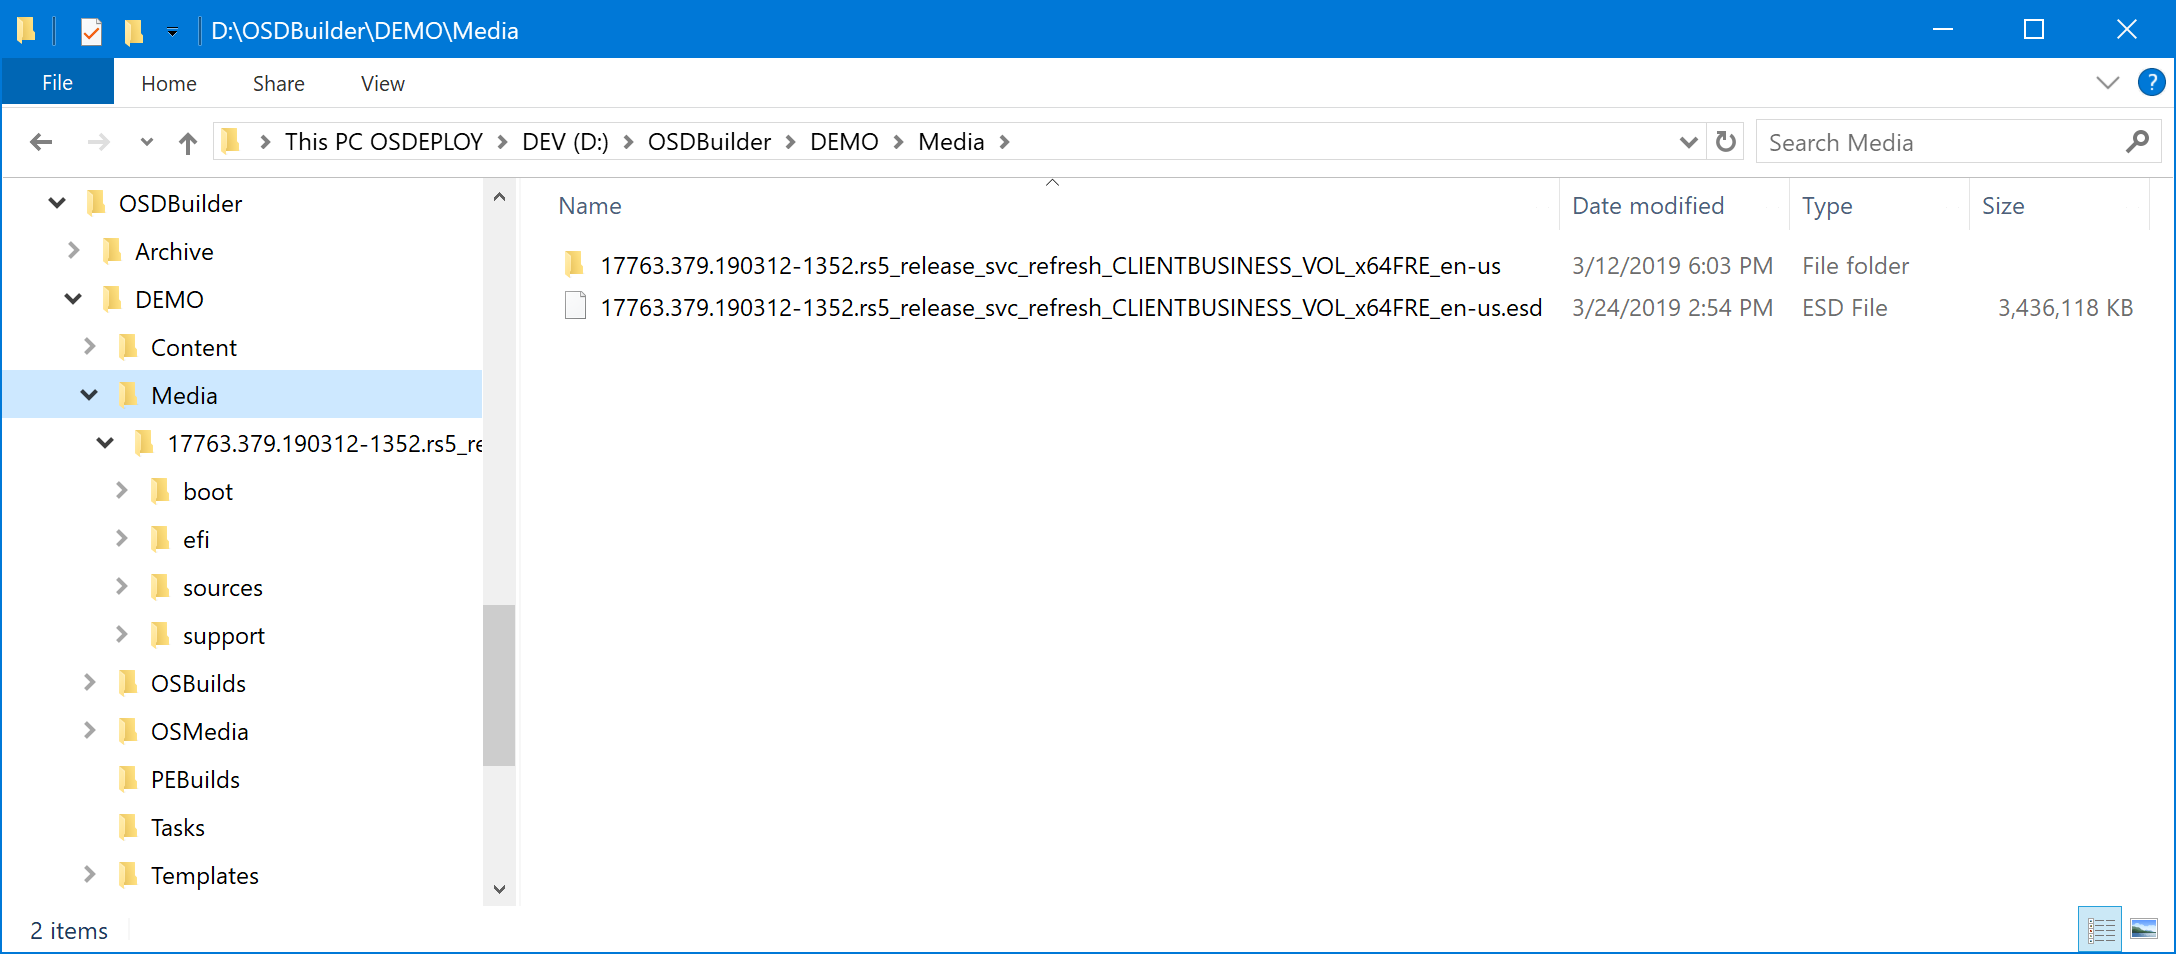 D:\OSDBuilder\DEMO\Media
File Home Share View ?
This PC OSDEPLOY DEV (D:) OSDBuilder DEMO Media Search Media
OSDBuilder
Archive
DEMO
Content
Media
17763.379.190312-1352.rs5_re
boot
efi
sources
support
OSBuilds
OSMedia
PEBuilds
Tasks
Templates
Name Date modified Type Size
17763.379.190312-1352.rs5_release_svc_refresh_CLIENTBUSINESS_VOL_x64FRE_en-us 3/12/2019 6:03 PM File folder
17763.379.190312-1352.rs5_release_svc_refresh_CLIENTBUSINESS_VOL_x64FRE_en-us.esd 3/24/2019 2:54 PM ESD File 3,436,118 KB
2 items